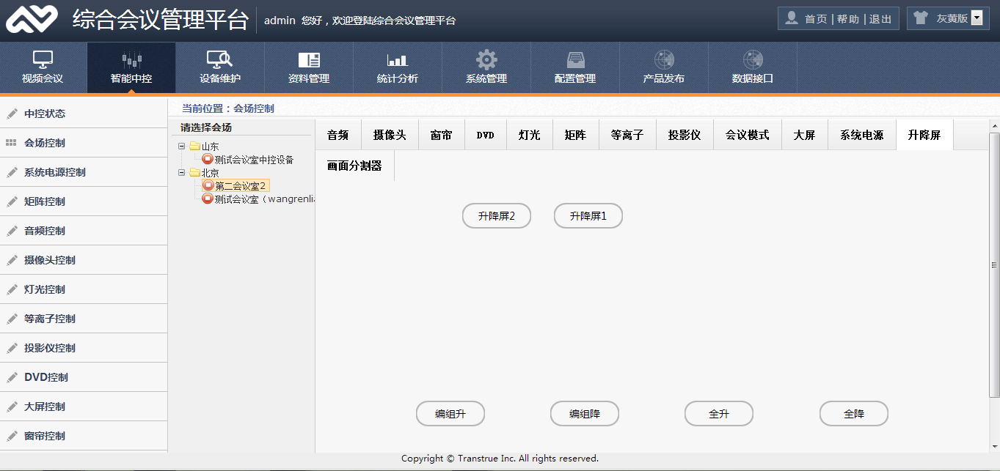 综合会议管理平台
admin 您好，欢迎登陆综合会议管理平台
首页 | 帮助 | 退出
灰黄版
视频会议 智能中控 设备维护 资料管理 统计分析 系统管理 配置管理 产品发布 数据接口
中控状态
会场控制
系统电源控制
矩阵控制
音频控制
摄像头控制
灯光控制
等离子控制
投影仪控制
DVD控制
大屏控制
窗帘控制
当前位置：会场控制
请选择会场
山东
测试会议室中控设备
北京
第二会议室2
测试会议室（wangrenlia
音频 摄像头 窗帘 DVD 灯光 矩阵 等离子 投影仪 会议模式 大屏 系统电源 升降屏
画面分割器
升降屏2 升降屏1
编组升 编组降 全升 全降
Copyright © Transtrue Inc. All rights reserved.